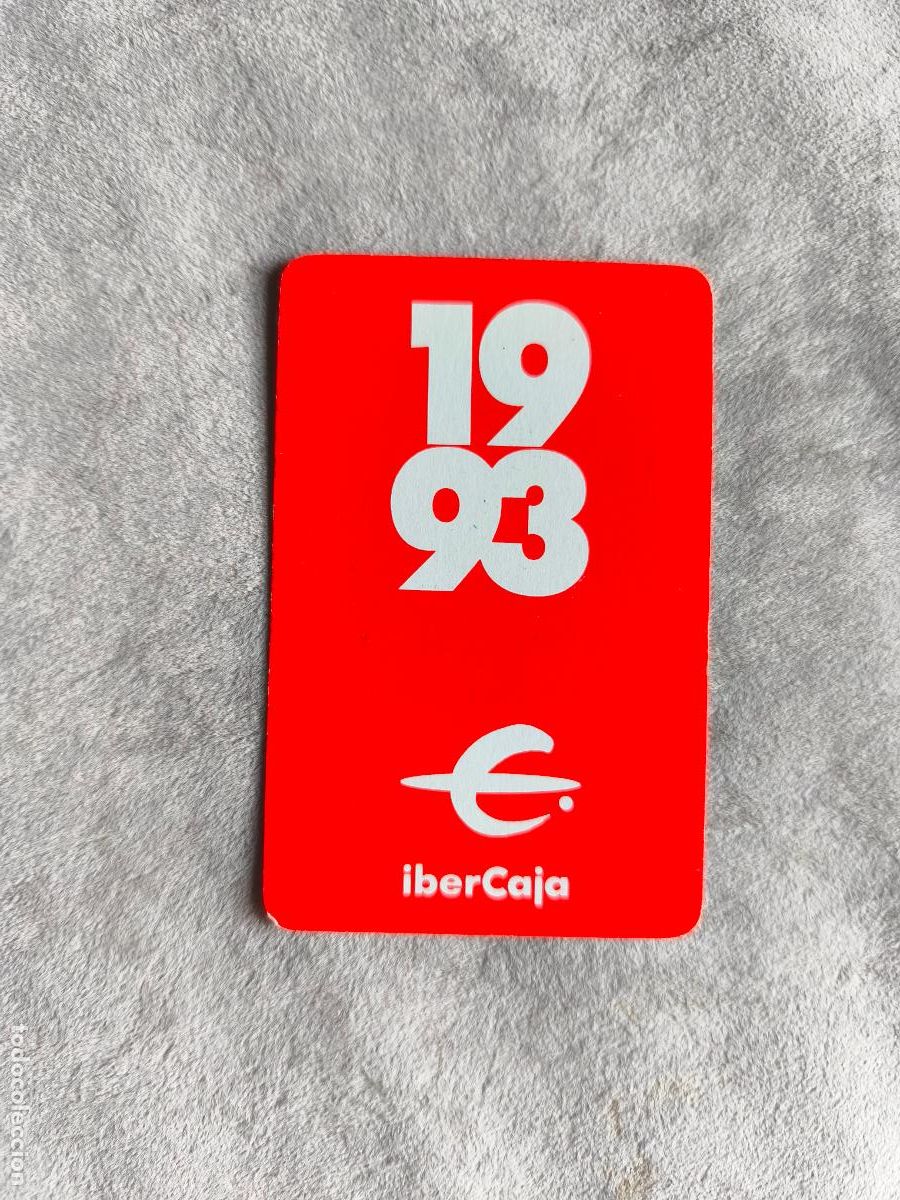 19
93
iberCaja
todocoleccion